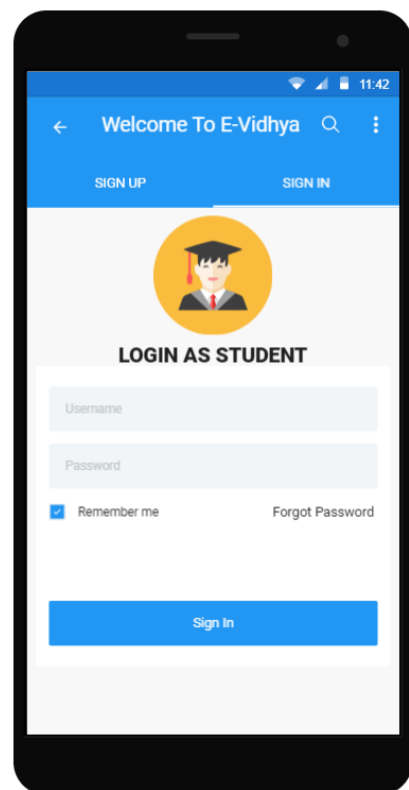 11:42
Welcome To E-Vidhya
SIGN UP SIGN IN
LOGIN AS STUDENT
Username
Password
Remember me Forgot Password
Sign In